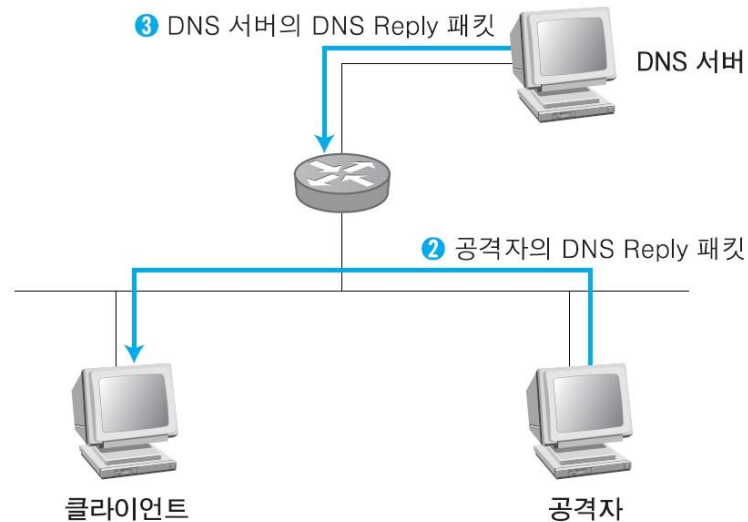 ❸ DNS 서버의 DNS Reply 패킷
DNS 서버
❷ 공격자의 DNS Reply 패킷
클라이언트
공격자